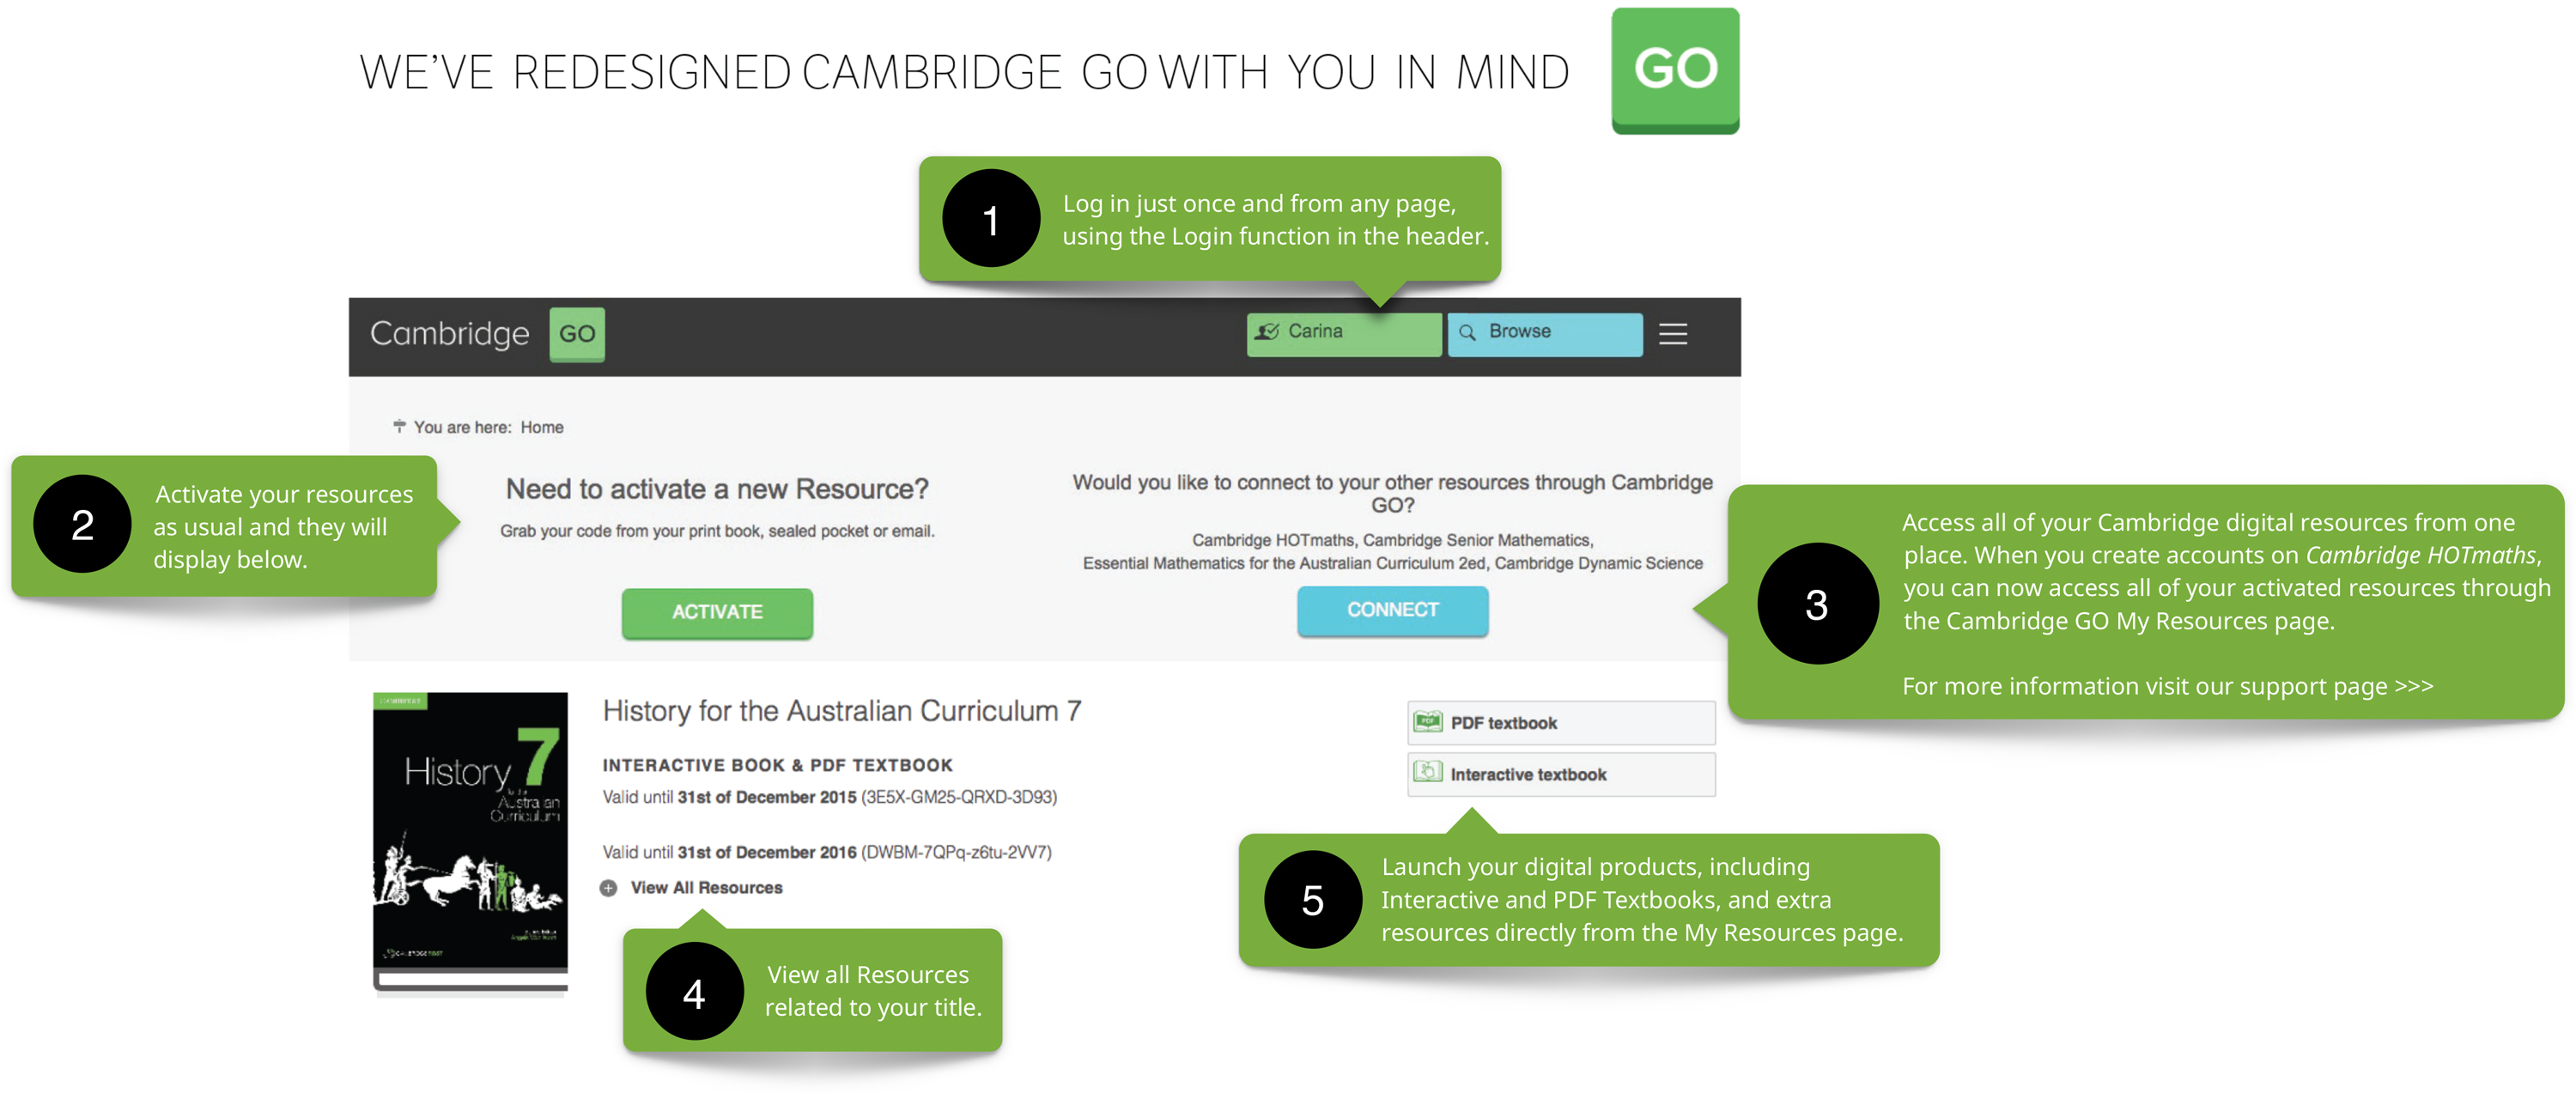 WE'VE REDESIGNED CAMBRIDGE GO WITH YOU IN MIND
GO
1
Log in just once and from any page,
using the Login function in the header.
Cambridge GO
Carina
Browse
You are here: Home
2
Activate your resources
as usual and they will
display below.
Need to activate a new Resource?
Grab your code from your print book, sealed pocket or email.
ACTIVATE
Would you like to connect to your other resources through Cambridge
GO?
Cambridge HOTmaths, Cambridge Senior Mathematics,
Essential Mathematics for the Australian Curriculum 2ed, Cambridge Dynamic Science
CONNECT
3
Access all of your Cambridge digital resources from one
place. When you create accounts on Cambridge HOTmaths,
you can now access all of your activated resources through
the Cambridge GO My Resources page.
For more information visit our support page >>>
History 7
for the
Australian
Curriculum
History for the Australian Curriculum 7
INTERACTIVE BOOK & PDF TEXTBOOK
Valid until 31st of December 2015 (3E5X-GM25-QRXD-3D93)
Valid until 31st of December 2016 (DWBM-7QPq-z6tu-2VV7)
View All Resources
PDF
PDF textbook
Interactive textbook
4
View all Resources
related to your title.
5
Launch your digital products, including
Interactive and PDF Textbooks, and extra
resources directly from the My Resources page.